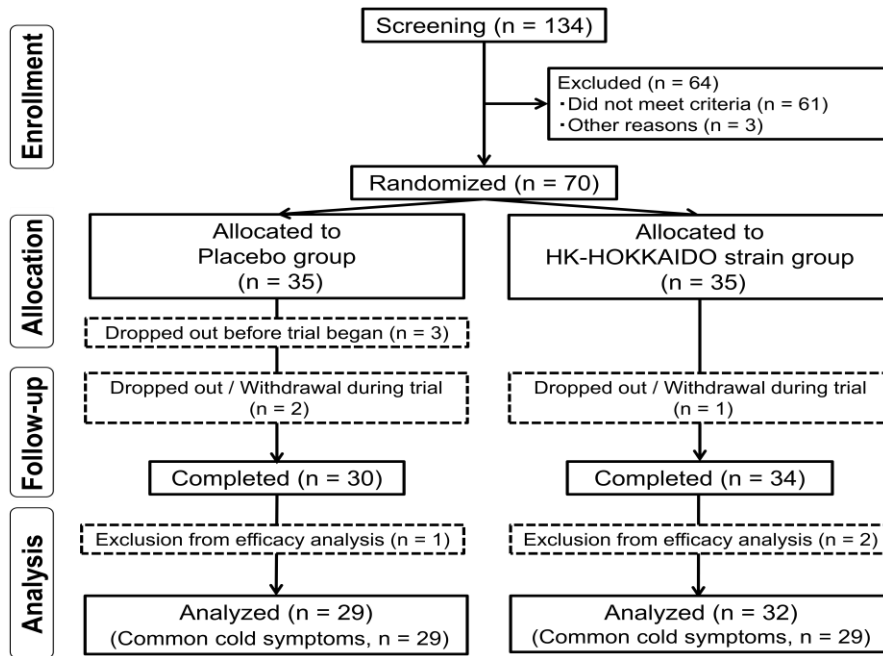 Enrollment
Screening (n = 134)
Excluded (n = 64)
・Did not meet criteria (n = 61)
・Other reasons (n = 3)
Randomized (n = 70)
Allocation
Allocated to
Placebo group
(n = 35)
Allocated to
HK-HOKKAIDO strain group
(n = 35)
Dropped out before trial began (n = 3)
Follow-up
Dropped out / Withdrawal during trial
(n = 2)
Dropped out / Withdrawal during trial
(n = 1)
Completed (n = 30)
Completed (n = 34)
Analysis
Exclusion from efficacy analysis (n = 1)
Exclusion from efficacy analysis (n = 2)
Analyzed (n = 29)
(Common cold symptoms, n = 29)
Analyzed (n = 32)
(Common cold symptoms, n = 29)